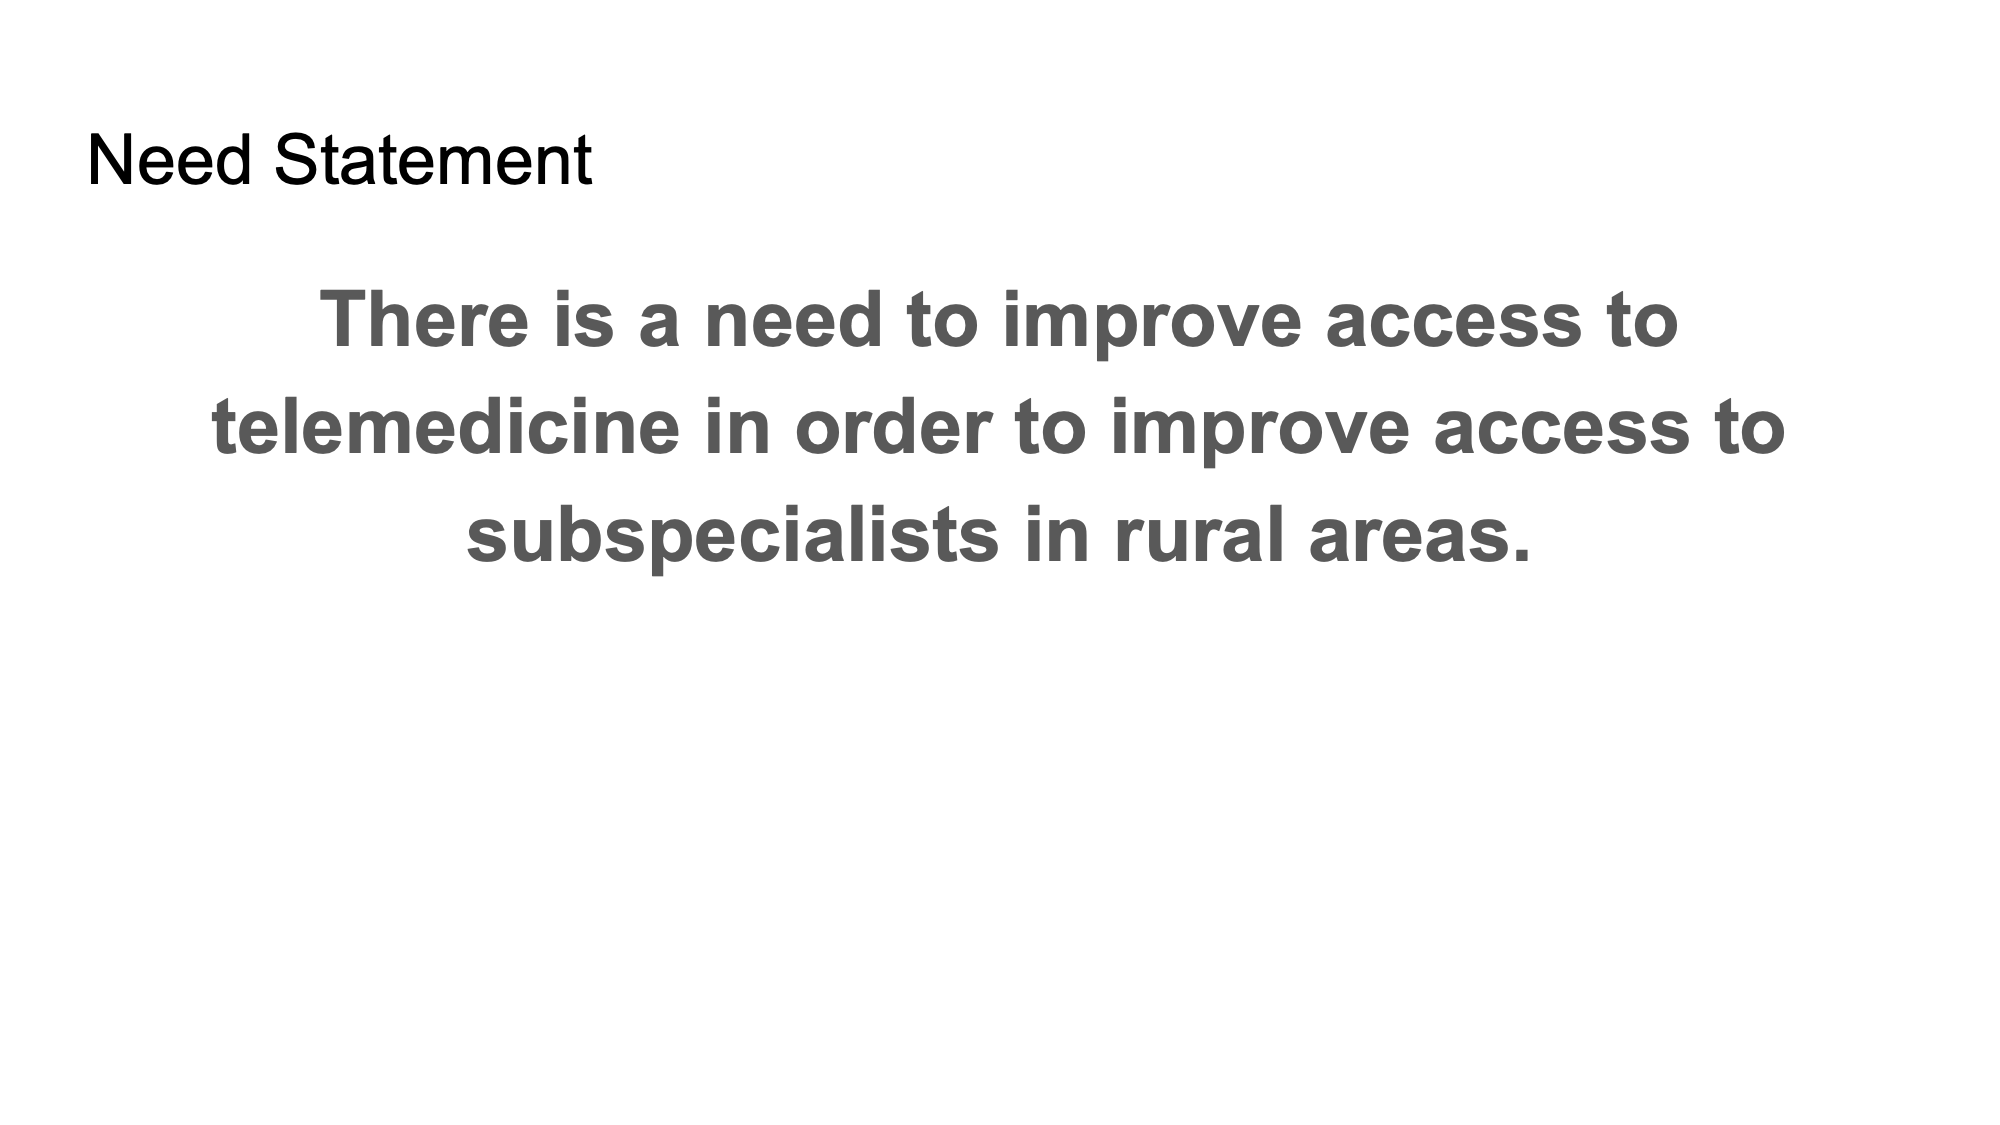 Need Statement
There is a need to improve access to
telemedicine in order to improve access to
subspecialists in rural areas.